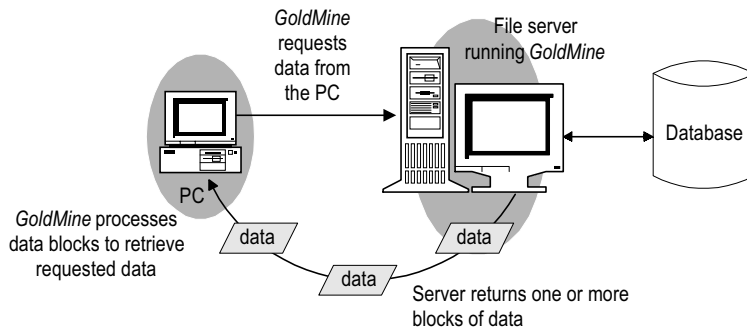 GoldMine
requests
data from
the PC
File server
running GoldMine
Database
PC
GoldMine processes
data blocks to retrieve
requested data
data
data
data
Server returns one or more
blocks of data